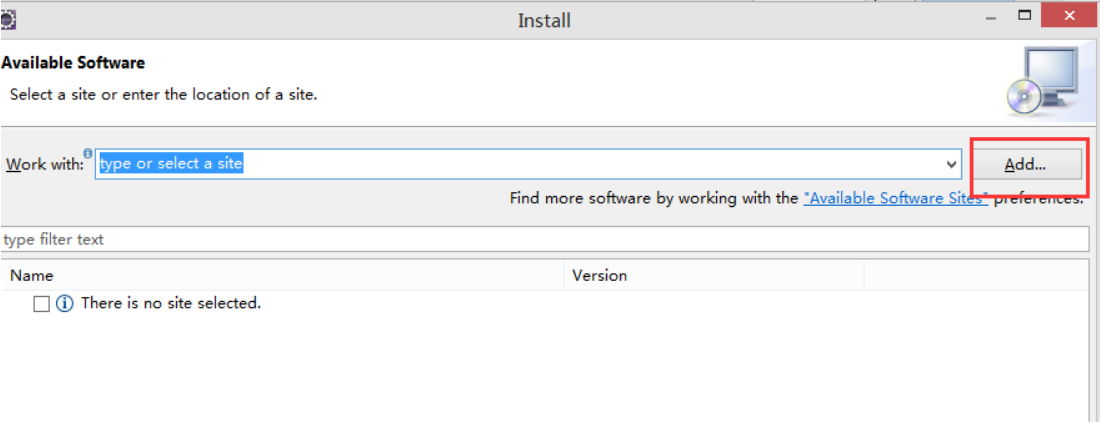 Install
Available Software
Select a site or enter the location of a site.
Work with: type or select a site Add...
Find more software by working with the "Available Software Sites" preferences.
type filter text
Name Version
There is no site selected.